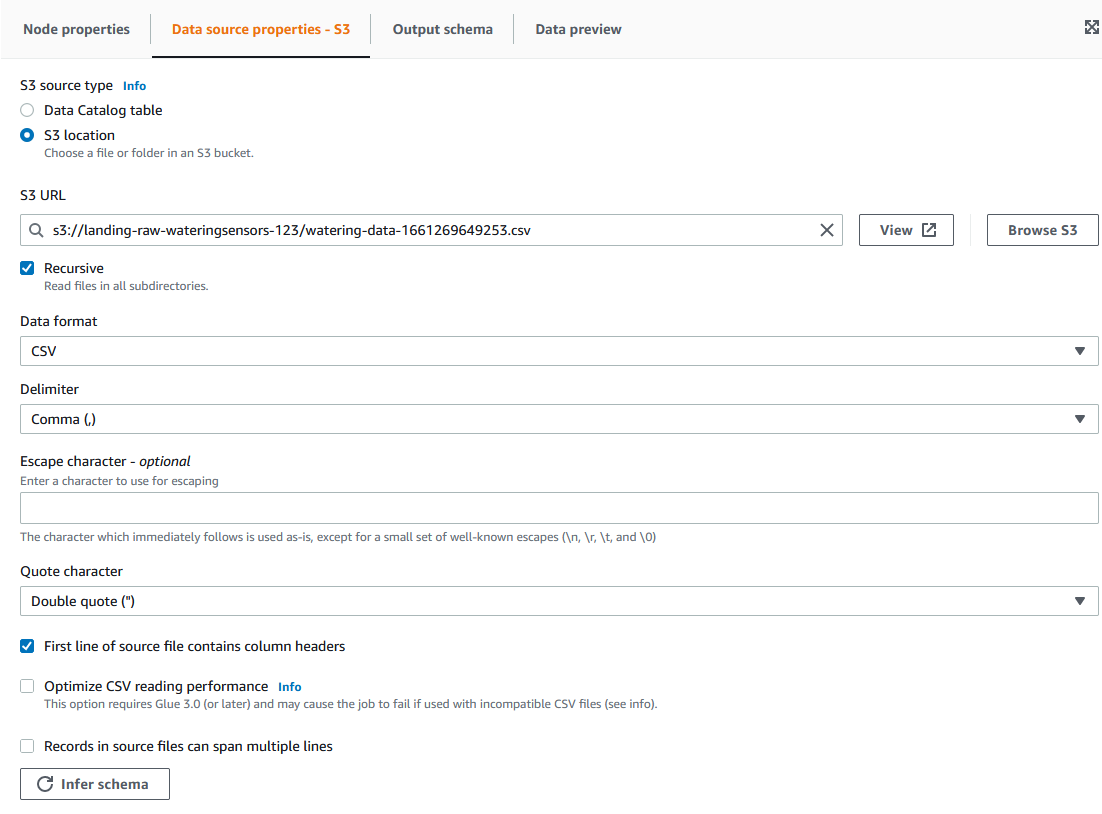 Node properties
Data source properties - S3
Output schema
Data preview
S3 source type Info
Data Catalog table
S3 location
Choose a file or folder in an S3 bucket.
S3 URL
s3://landing-raw-wateringsensors-123/watering-data-1661269649253.csv
View
Browse S3
Recursive
Read files in all subdirectories.
Data format
CSV
Delimiter
Comma (,)
Escape character - optional
Enter a character to use for escaping
The character which immediately follows is used as-is, except for a small set of well-known escapes (\n, \r, \t, and \0)
Quote character
Double quote (")
First line of source file contains column headers
Optimize CSV reading performance Info
This option requires Glue 3.0 (or later) and may cause the job to fail if used with incompatible CSV files (see info).
Records in source files can span multiple lines
Infer schema